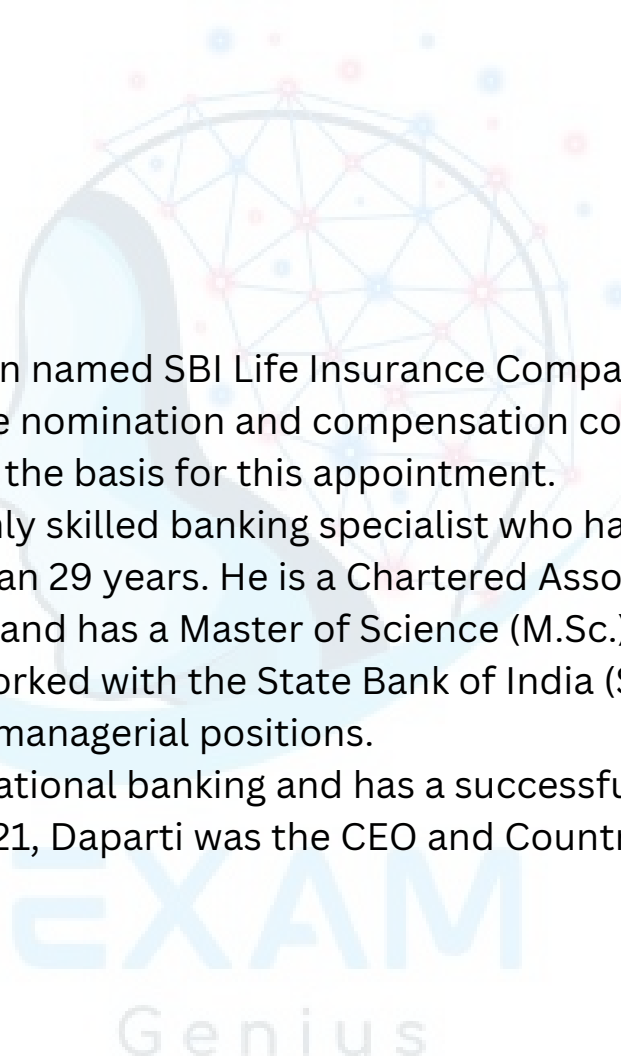 n named SBI Life Insurance Compa
e nomination and compensation co
the basis for this appointment.
ly skilled banking specialist who ha
an 29 years. He is a Chartered Asso
and has a Master of Science (M.Sc.)
orked with the State Bank of India (S
managerial positions.
ational banking and has a successfu
21, Daparti was the CEO and Countr
EXAM
Genius